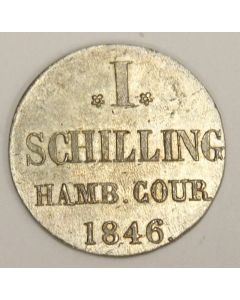 I
SCHILLING
HAMB. COUR
1846.